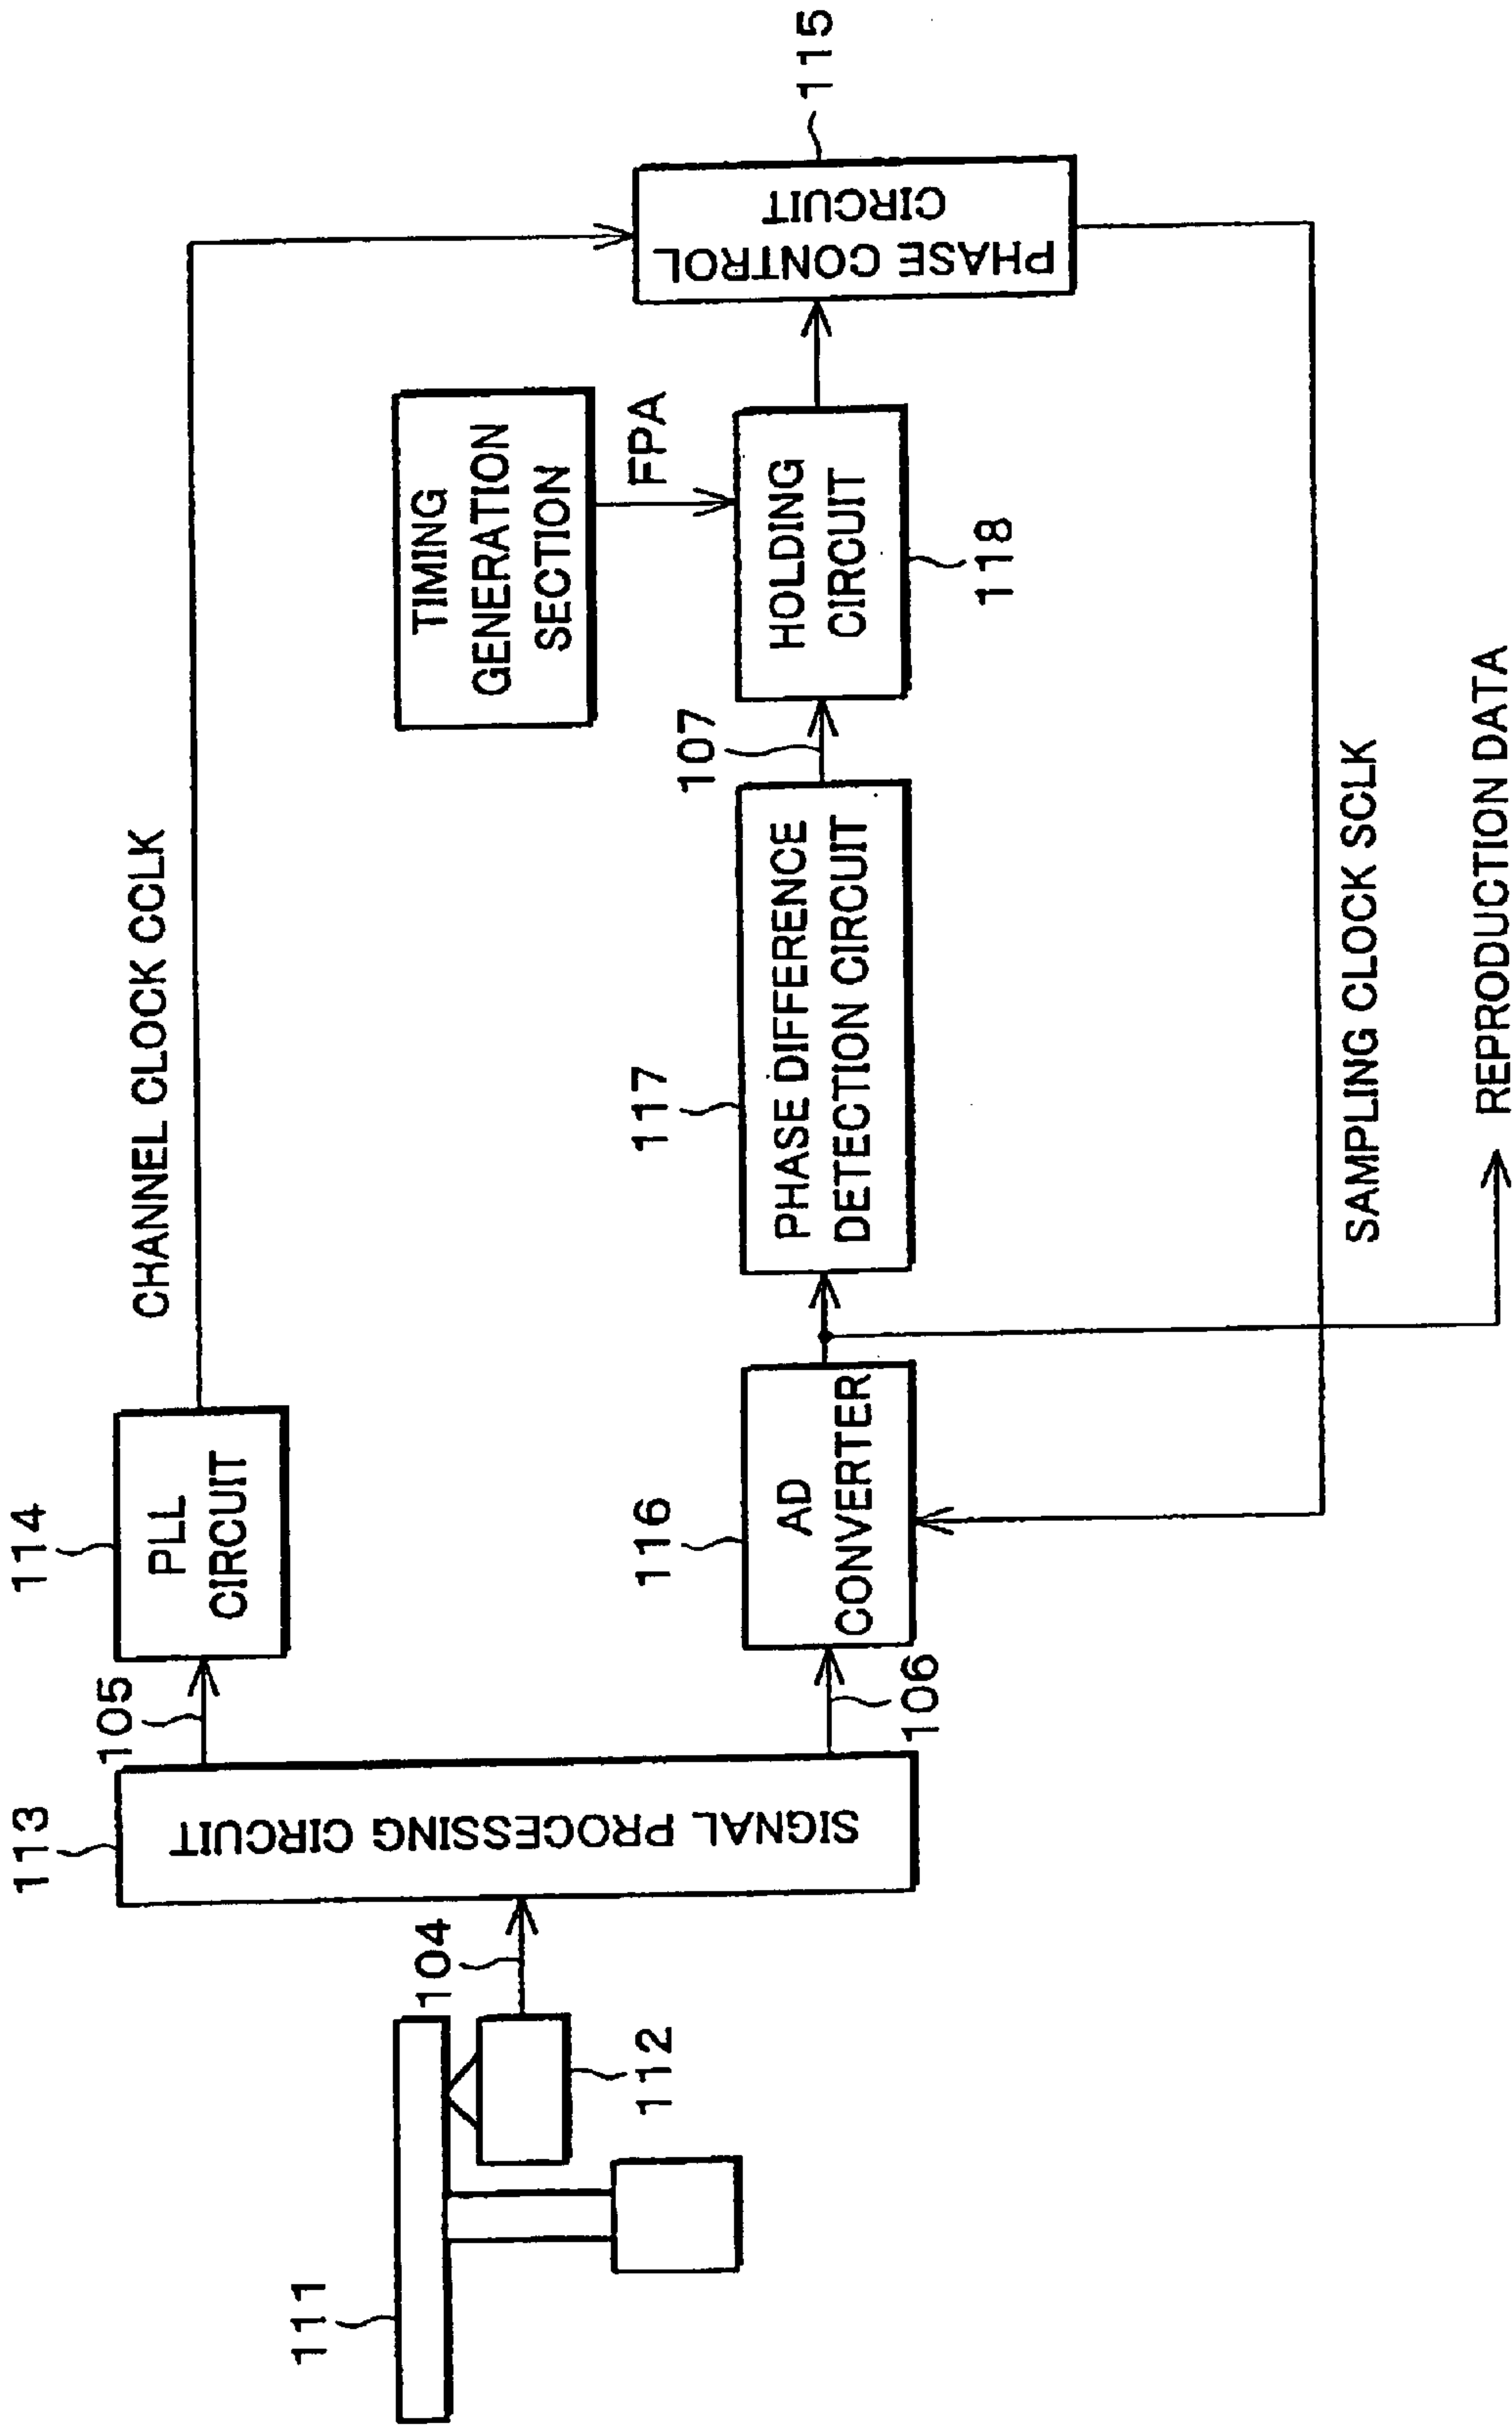 111
112
104
113
SIGNAL PROCESSING CIRCUIT
105
106
114
PLL
CIRCUIT
CHANNEL CLOCK CCLK
116
AD
CONVERTER
117
PHASE DIFFERENCE
DETECTION CIRCUIT
107
TIMING
GENERATION
SECTION
FPA
HOLDING
CIRCUIT
118
PHASE CONTROL
CIRCUIT
115
SAMPLING CLOCK SCLK
REPRODUCTION DATA